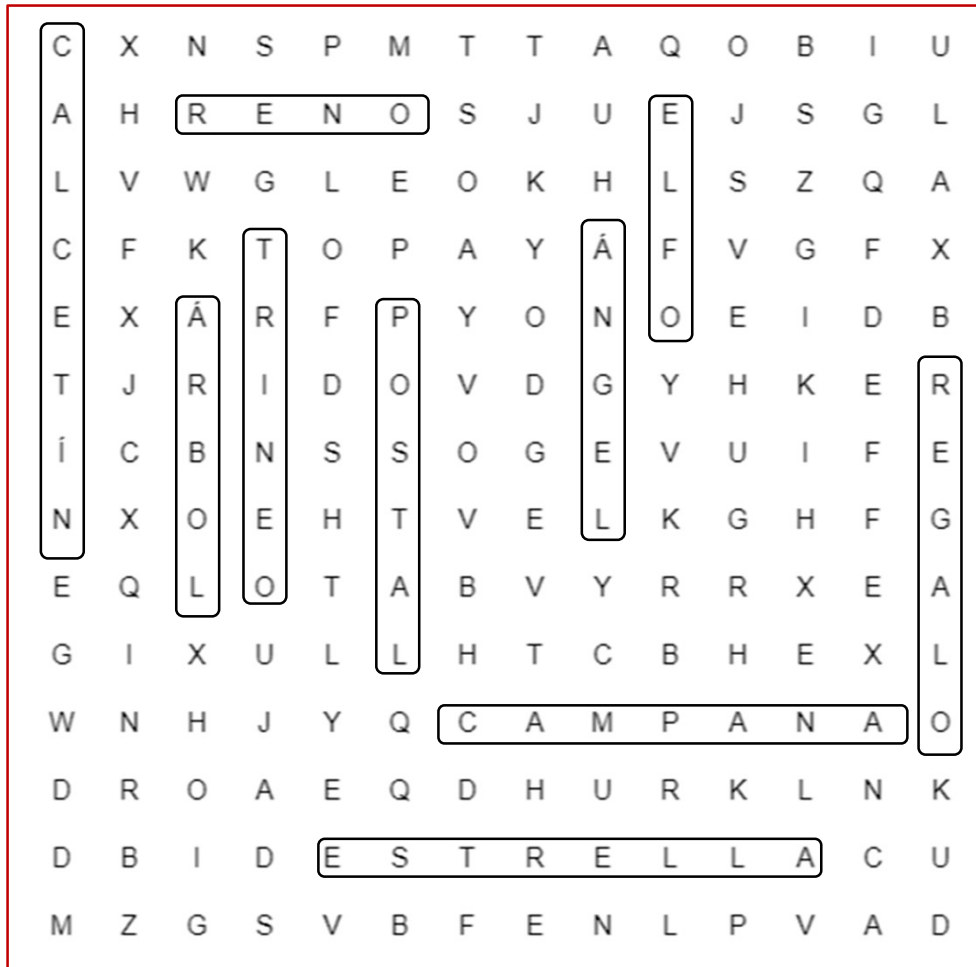 C X N S P M T T A Q O B I U
A H R E N O S J U E J S G L
L V W G L E O K H L S Z Q A
C F K T O P A Y Á F V G F X
E X Á R F P Y O N O E I D B
T J R I D O V D G Y H K E R
Í C B N S S O G E V U I F E
N X O E H T V E L K G H F G
E Q L O T A B V Y R R X E A
G I X U L L H T C B H E X L
W N H J Y Q C A M P A N A O
D R O A E Q D H U R K L N K
D B I D E S T R E L L A C U
M Z G S V B F E N L P V A D